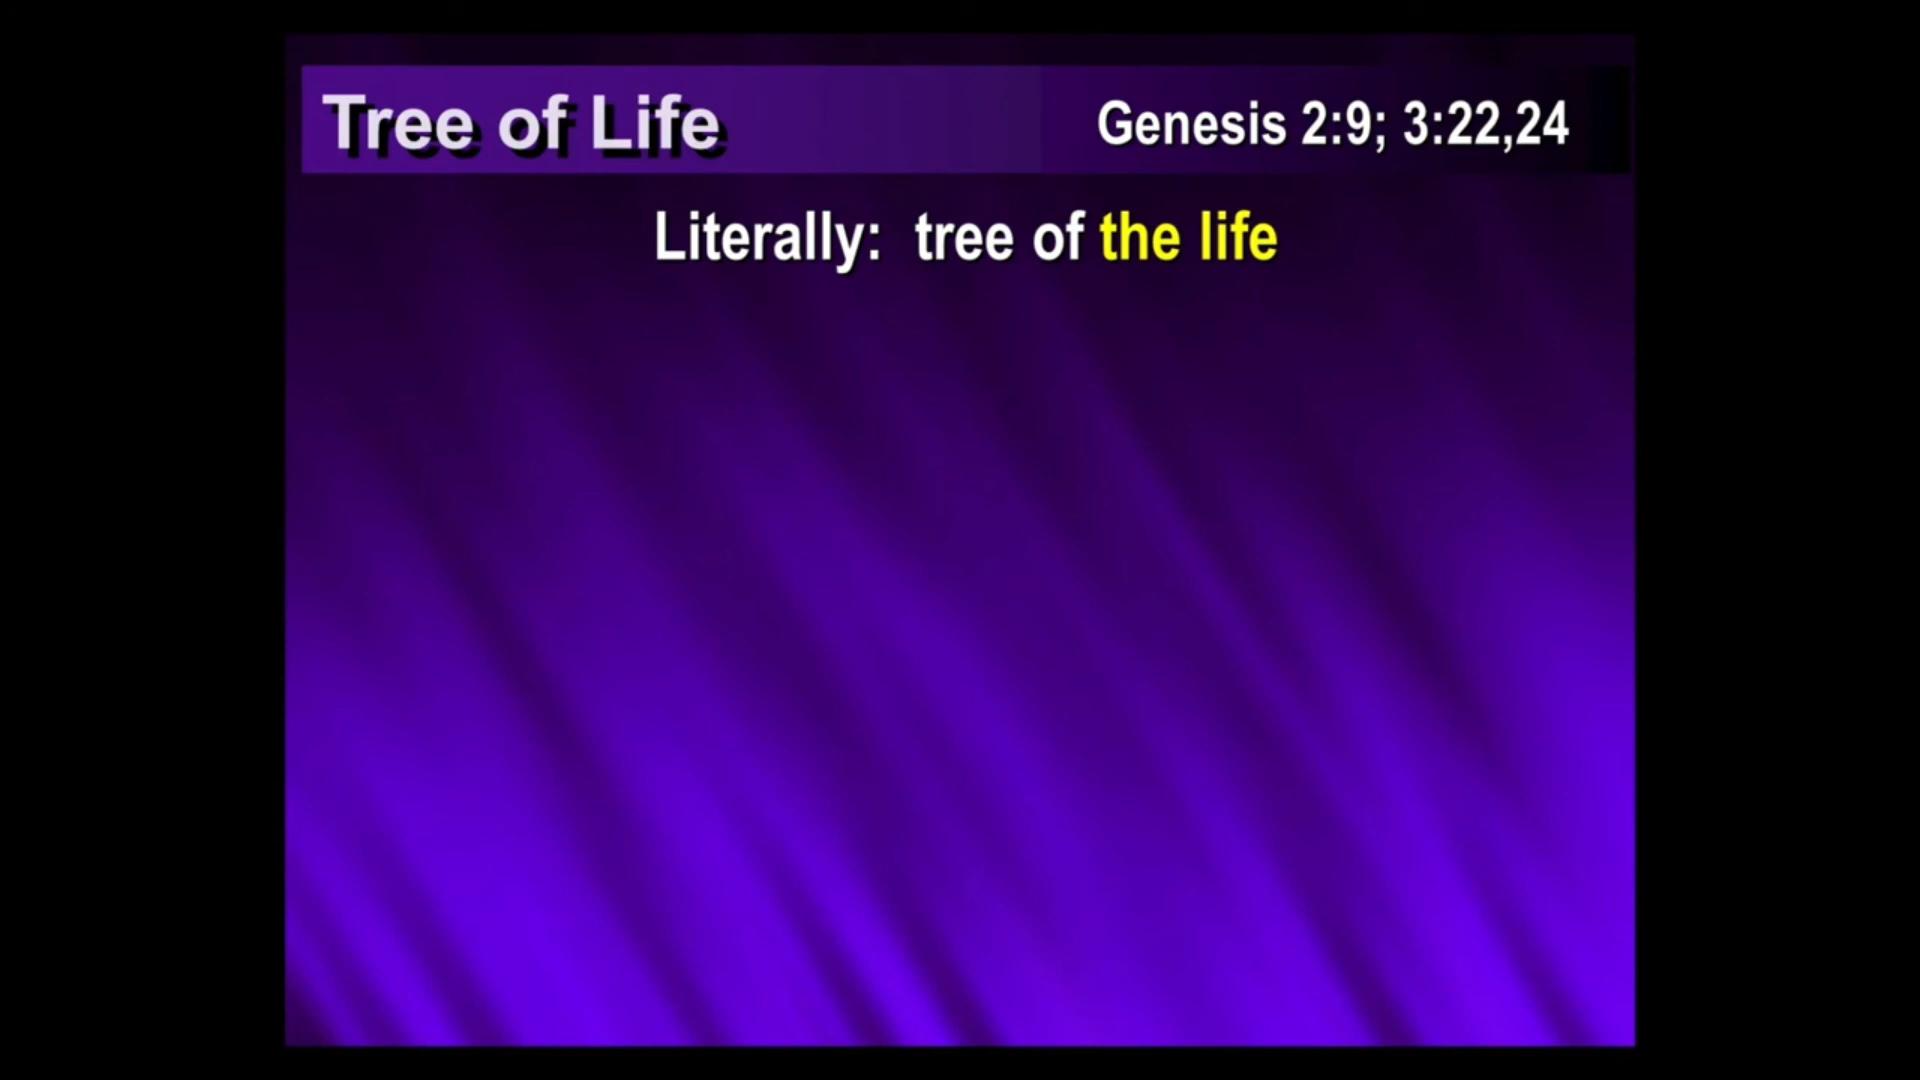 Tree of Life
Genesis 2:9; 3:22,24
Literally: tree of the life